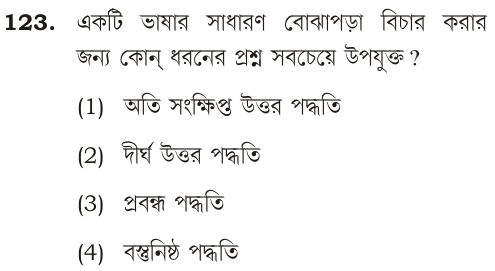 123. একটি ভাষার সাধারণ বোঝাপড়া বিচার করার
জন্য কোন্ ধরনের প্রশ্ন সবচেয়ে উপযুক্ত ?
(1) অতি সংক্ষিপ্ত উত্তর পদ্ধতি
(2) দীর্ঘ উত্তর পদ্ধতি
(3) প্রবন্ধ পদ্ধতি
(4) বস্তুনিষ্ঠ পদ্ধতি